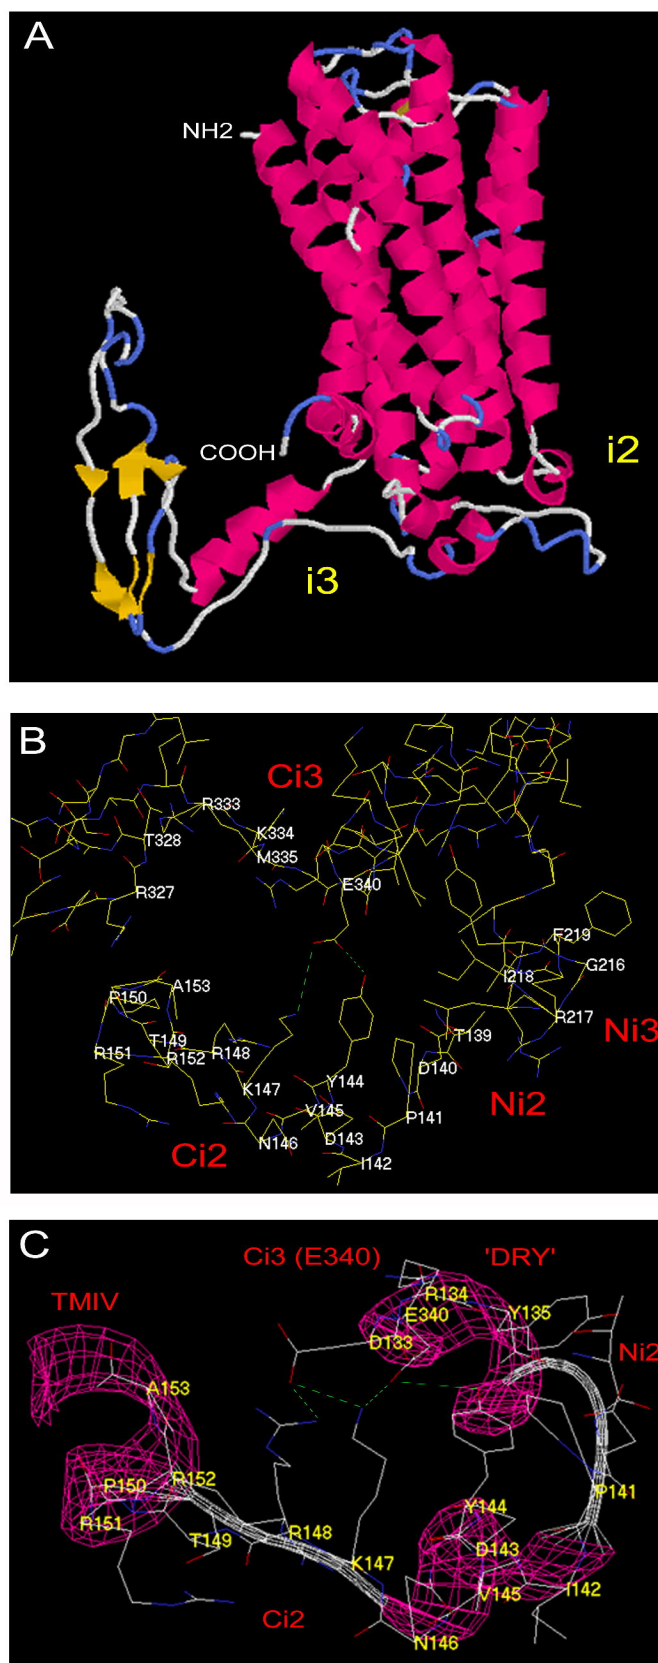 A
NH2
COOH
i2
i3
B
Ci3
R333
K334
T328
M335
E340
R327
F219
I218
G216
P150
A153
R217
Ni3
T149
T139
R151
R152
R148
D140
K147
Y144
V145
P141
Ni2
N146
D143
Ci2
I142
C
Ci3 (E340)
'DRY'
TMIV
R134
E340
Y135
D133
Ni2
A153
P150
R152
P141
R151
Y144
R148
T149
D143
K147
V145
I142
Ci2
N146